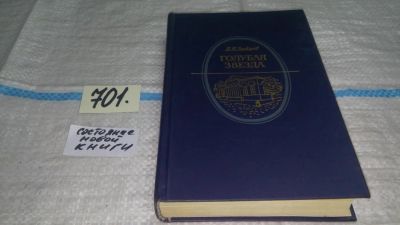 701.
состояние
новой
книги
ГОЛУБАЯ
ЗВЕЗДА